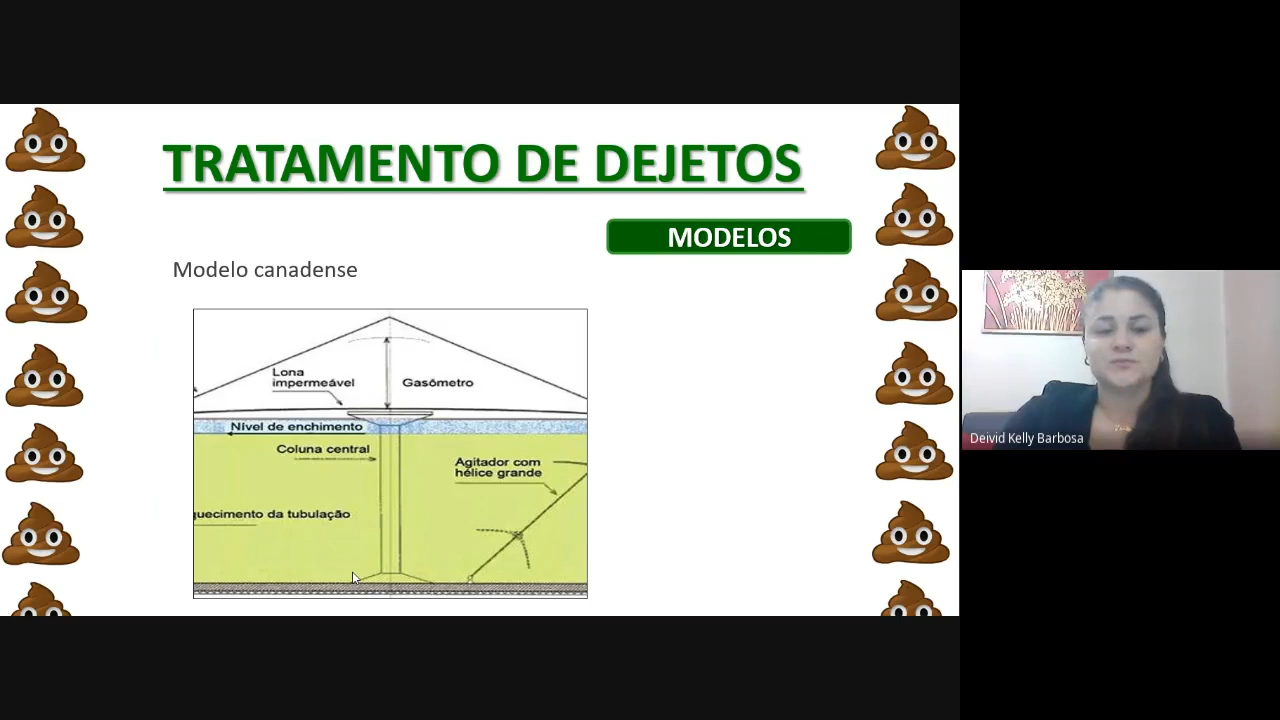 TRATAMENTO DE DEJETOS
MODELOS
Modelo canadense
Lona
impermeável
Gasômetro
Nível de enchimento
Coluna central
Agitador com
hélice grande
quecimento da tubulação
Deivid Kelly Barbosa